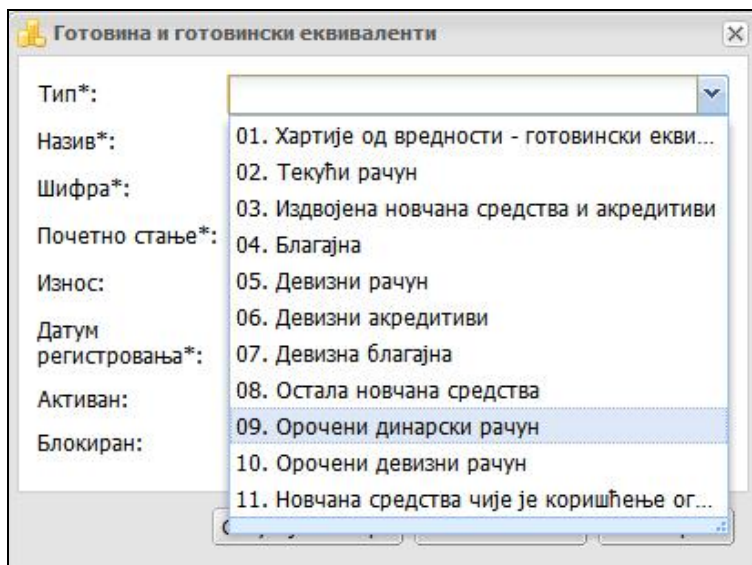 Готовина и готовински еквиваленти
Тип*:
Назив*:
Шифра*:
Почетно стање*:
Износ:
Датум
регистровања*:
Активан:
Блокиран:
01. Хартије од вредности - готовински екви...
02. Текући рачун
03. Издвојена новчана средства и акредитиви
04. Благајна
05. Девизни рачун
06. Девизни акредитиви
07. Девизна благајна
08. Остала новчана средства
09. Орочени динарски рачун
10. Орочени девизни рачун
11. Новчана средства чије је коришћење ог...